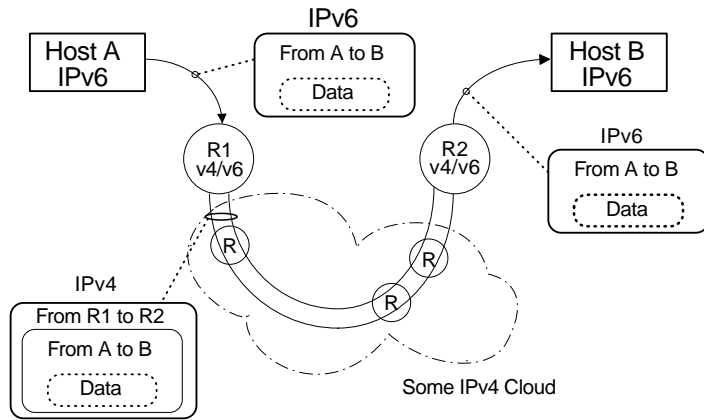 IPv6
Host A
IPv6
From A to B
Data
Host B
IPv6
R1
v4/v6
R2
v4/v6
IPv6
From A to B
Data
R
R
R
IPv4
From R1 to R2
From A to B
Data
Some IPv4 Cloud